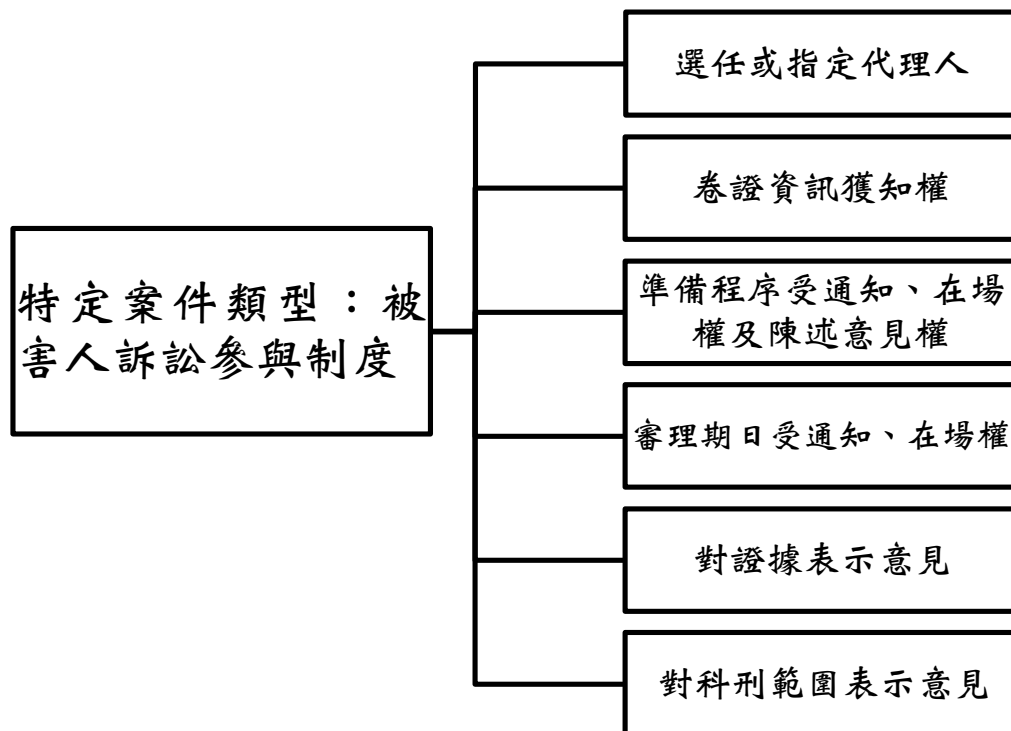 選任或指定代理人
卷證資訊獲知權
特定案件類型：被
害人訴訟參與制度
準備程序受通知、在場
權及陳述意見權
審理期日受通知、在場權
對證據表示意見
對科刑範圍表示意見